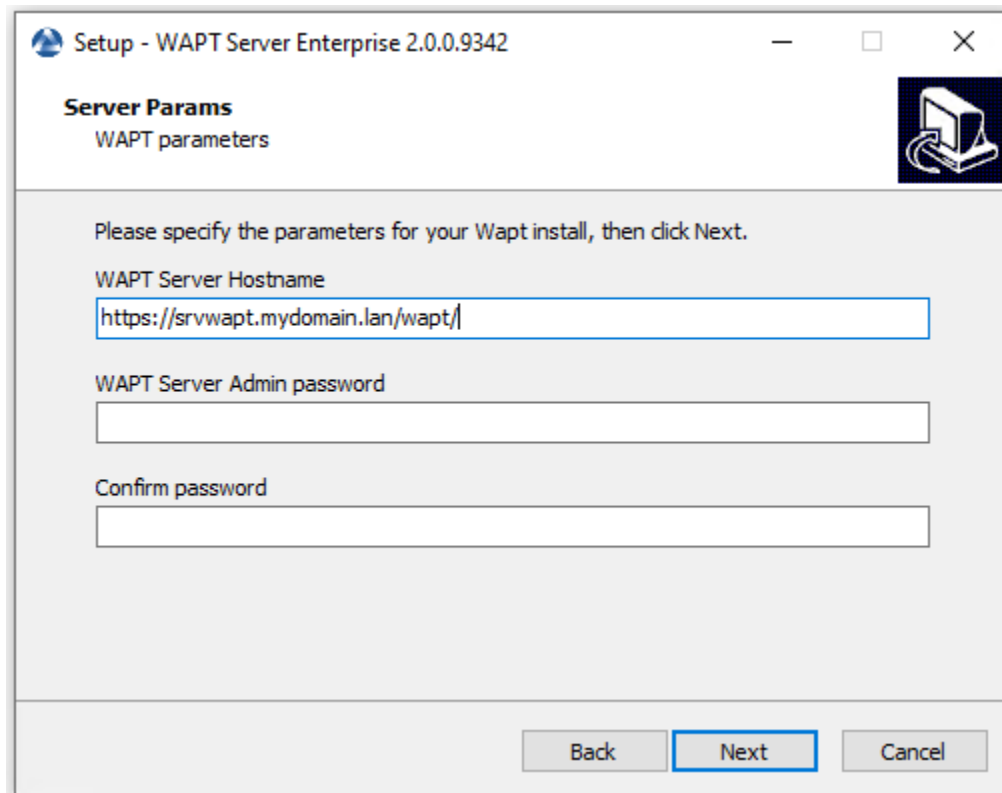 Setup - WAPT Server Enterprise 2.0.0.9342
Server Params
WAPT parameters
Please specify the parameters for your Wapt install, then click Next.
WAPT Server Hostname
https://srvwapt.mydomain.lan/wapt/
WAPT Server Admin password
Confirm password
Back Next Cancel